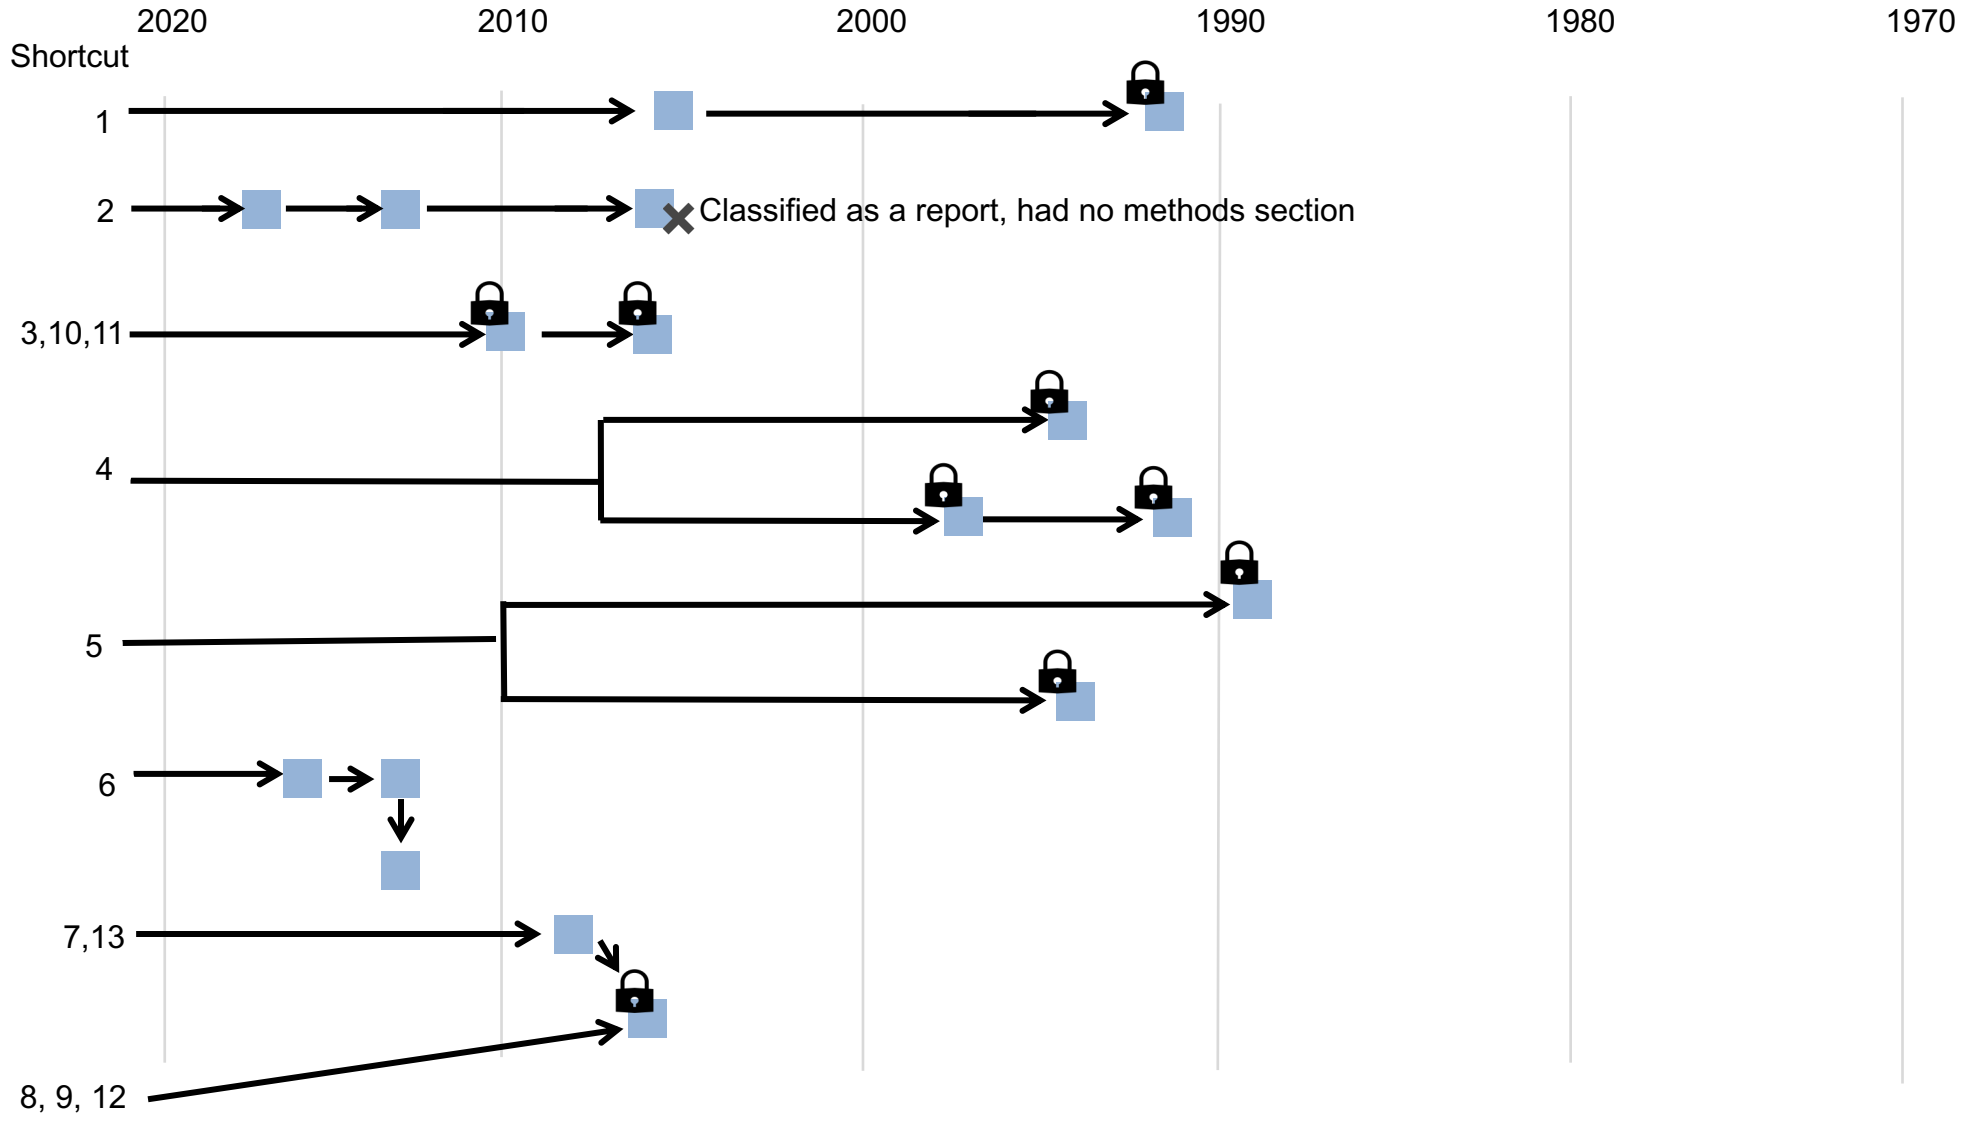 2020 2010 2000 1990 1980 1970
Shortcut
1
2 Classified as a report, had no methods section
3,10,11
4
5
6
7,13
8, 9, 12